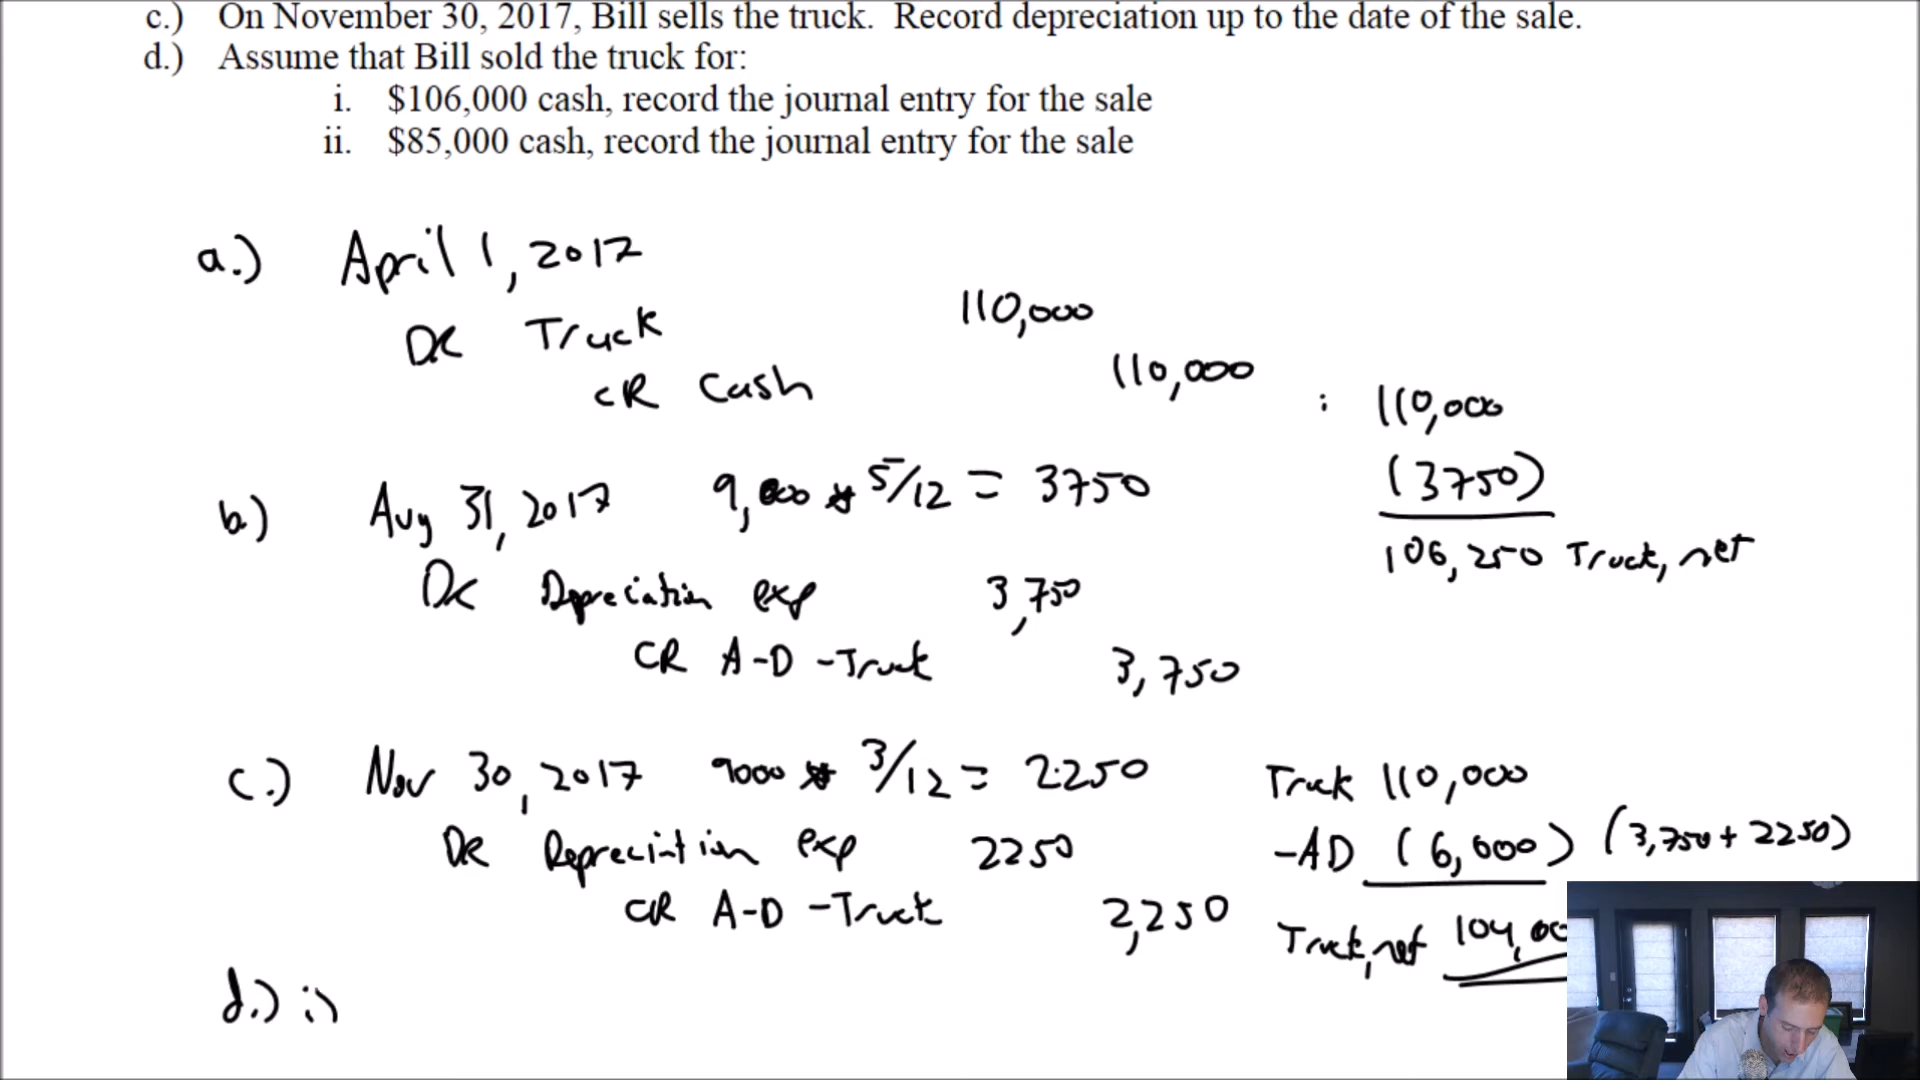 c.) On November 30, 2017, Bill sells the truck. Record depreciation up to the date of the sale.
d.) Assume that Bill sold the truck for:
i. $106,000 cash, record the journal entry for the sale
ii. $85,000 cash, record the journal entry for the sale
a.) April 1, 2017
DR Truck 110,000
CR Cash 110,000
: 110,000
(3750)
106,250 Truck, net
b) Aug 31, 2017 9,000 * 5/12 = 3750
DR Depreciation exp 3,750
CR A-D -Truck 3,750
c.) Nov 30, 2017 9000 * 3/12 = 2250
DR Depreciation exp 2250
CR A-D -Truck 2,250
Truck 110,000
-AD (6,000) (3,750 + 2250)
Truck, net 104,00
d.) i)